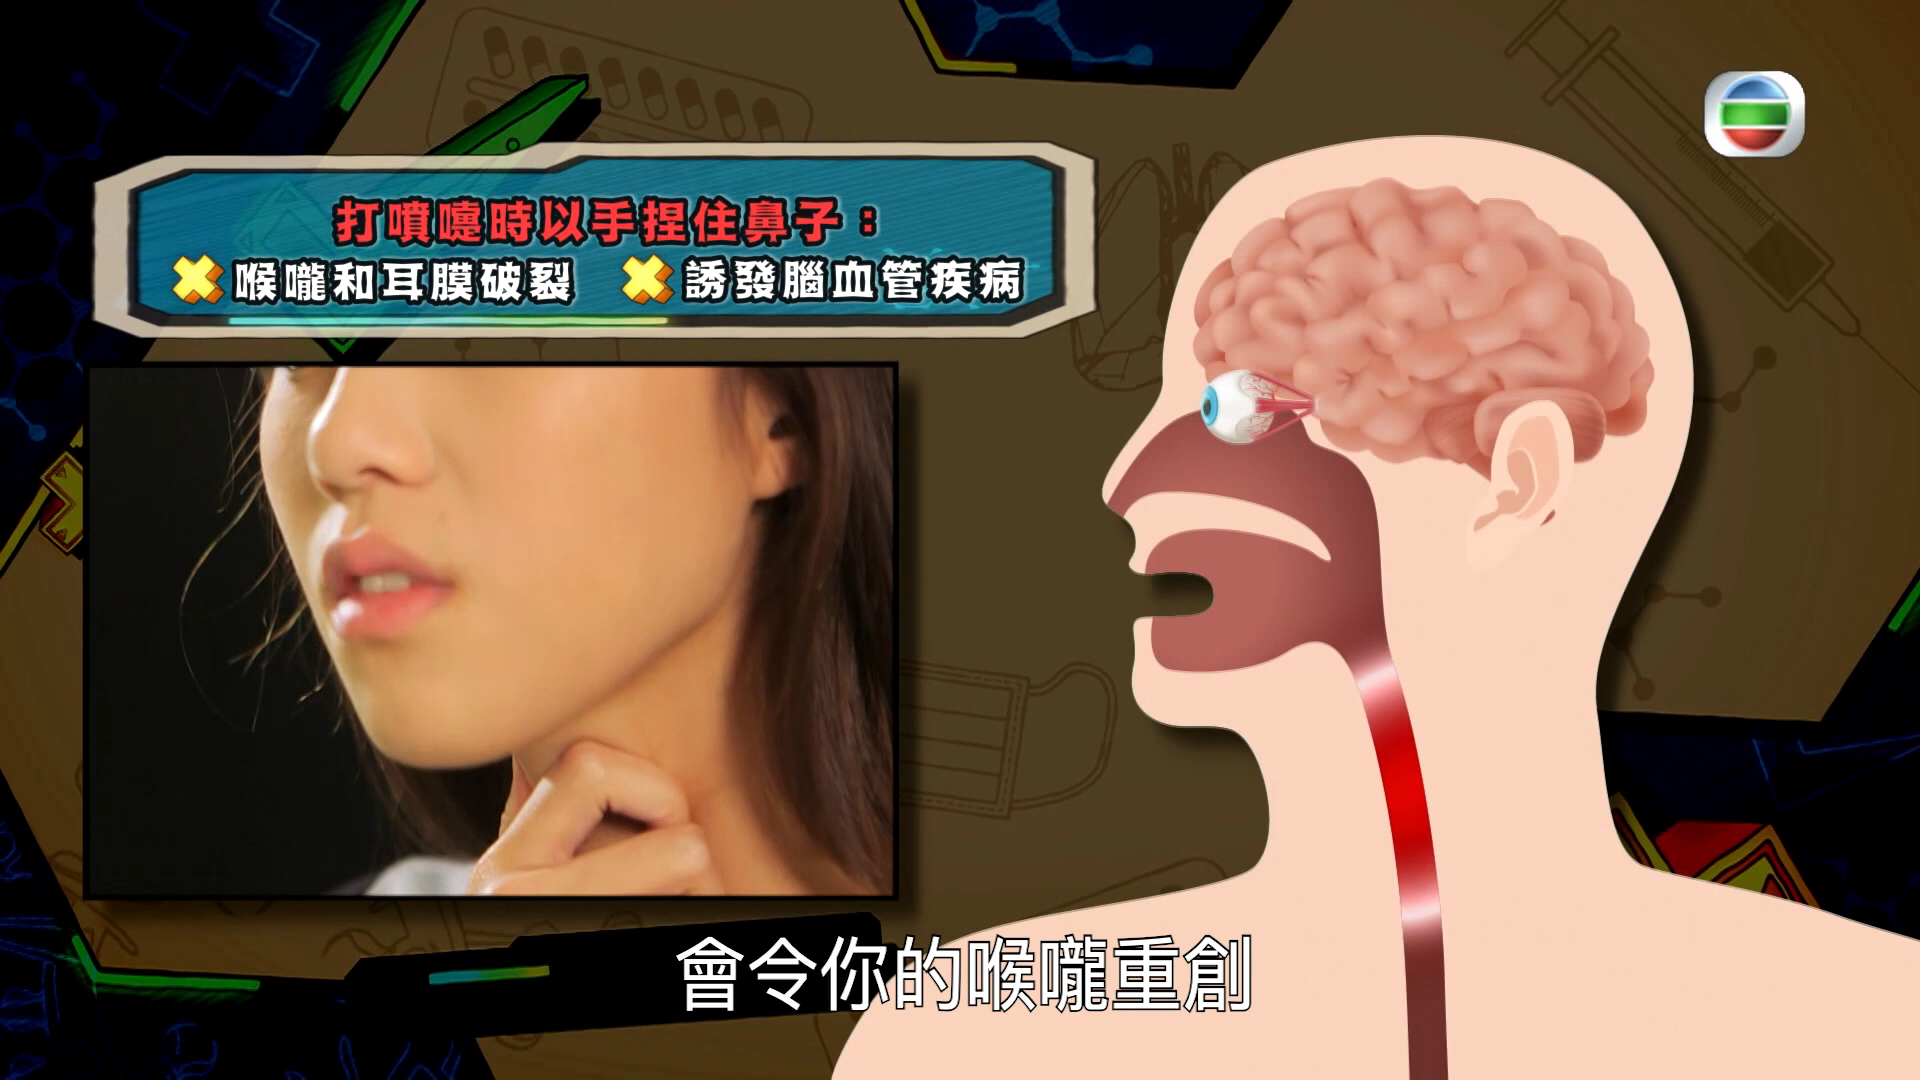 打噴嚏時以手捏住鼻子：
喉嚨和耳膜破裂 誘發腦血管疾病
會令你的喉嚨重創